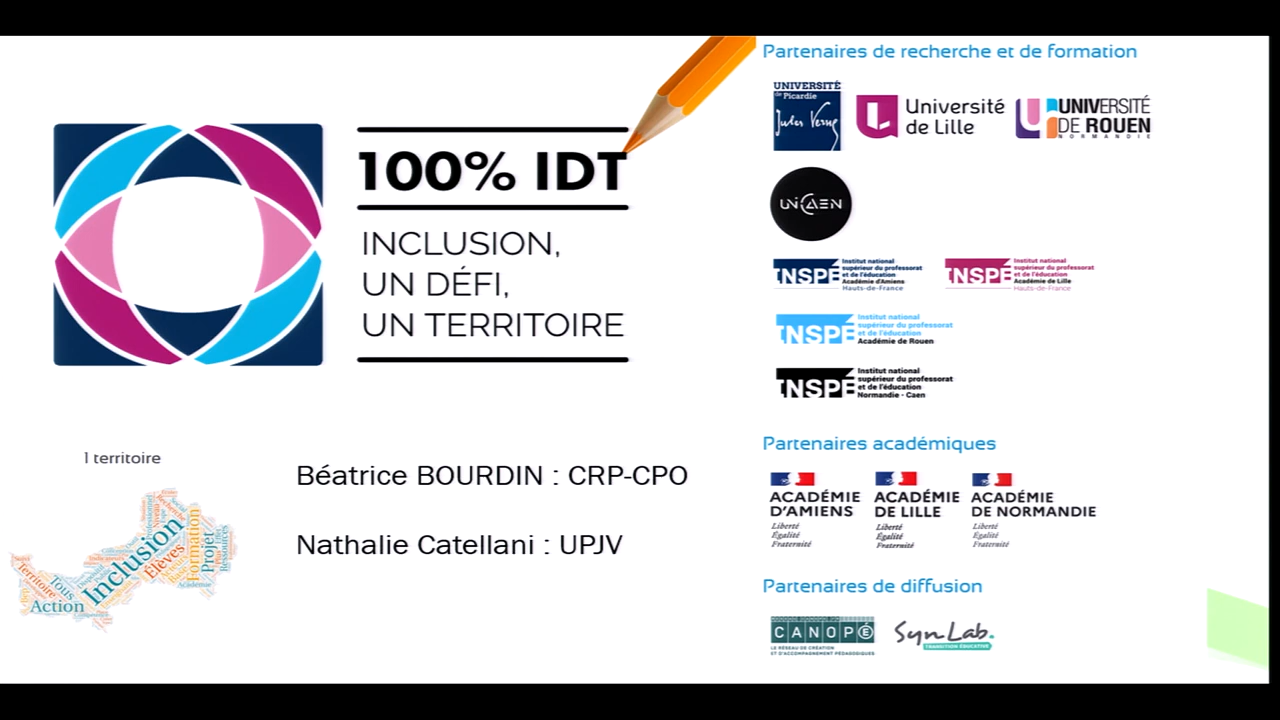 100% IDT
INCLUSION,
UN DÉFI,
UN TERRITOIRE
1 territoire
Inclusion
Élèves
Formation
Projet
Ressources
Territoire
Tous
Action
Béatrice BOURDIN : CRP-CPO
Nathalie Catellani : UPJV
Partenaires de recherche et de formation
UNIVERSITÉ
de Picardie
Jules Verne
Université
de Lille
UNIVERSITÉ
DE ROUEN
NORMANDIE
UNICAEN
INSPÉ
Institut national
supérieur du professorat
et de l'éducation
Académie d'Amiens
Hauts-de-France
INSPÉ
Institut national
supérieur du professorat
et de l'éducation
Académie de Lille
Hauts-de-France
INSPÉ
Institut national
supérieur du professorat
et de l'éducation
Académie de Rouen
INSPÉ
Institut national
supérieur du professorat
et de l'éducation
Normandie - Caen
Partenaires académiques
ACADÉMIE
D'AMIENS
Liberté
Égalité
Fraternité
ACADÉMIE
DE LILLE
Liberté
Égalité
Fraternité
ACADÉMIE
DE NORMANDIE
Liberté
Égalité
Fraternité
Partenaires de diffusion
CANOPÉ
LE RÉSEAU DE CRÉATION
ET D'ACCOMPAGNEMENT PÉDAGOGIQUES
SynLab.
TRANSITION ÉDUCATIVE